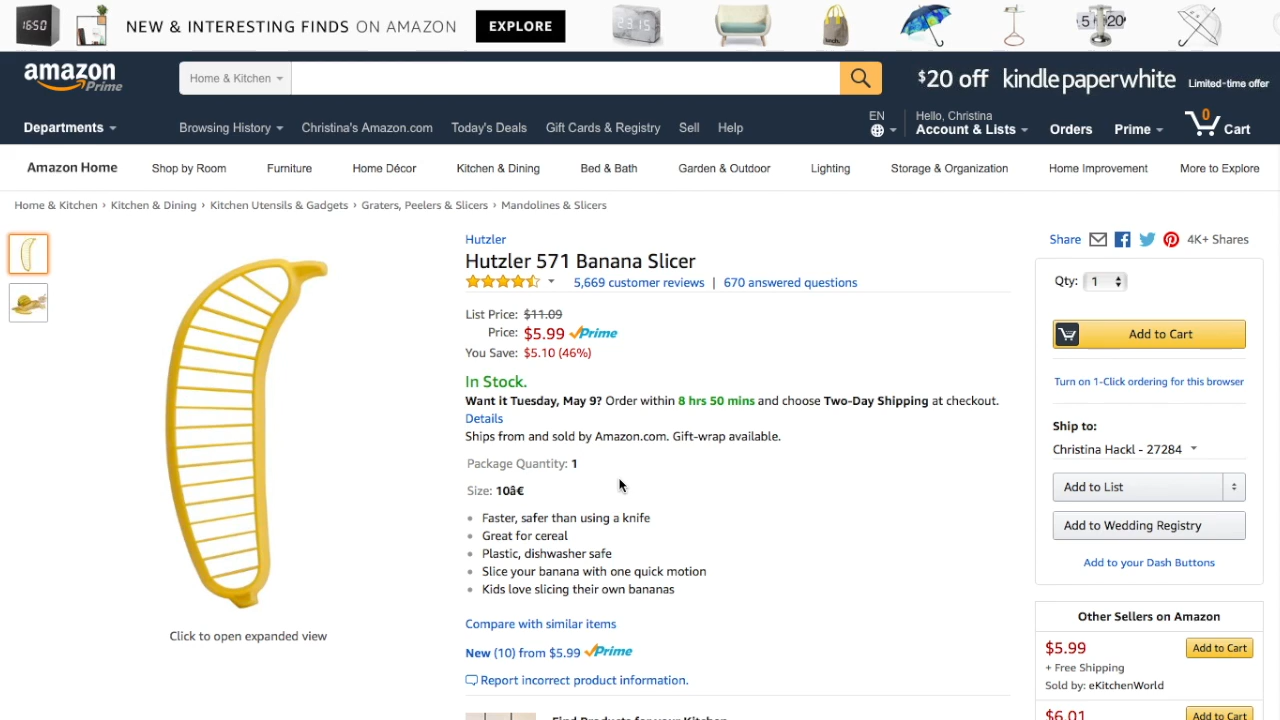 16:50
NEW & INTERESTING FINDS ON AMAZON
EXPLORE
23:15
amazon
Prime
Home & Kitchen
$20 off kindle paperwhite Limited-time offer
Departments
Browsing History
Christina's Amazon.com
Today's Deals
Gift Cards & Registry
Sell
Help
EN
Hello, Christina
Account & Lists
Orders
Prime
0
Cart
Amazon Home
Shop by Room
Furniture
Home Décor
Kitchen & Dining
Bed & Bath
Garden & Outdoor
Lighting
Storage & Organization
Home Improvement
More to Explore
Home & Kitchen › Kitchen & Dining › Kitchen Utensils & Gadgets › Graters, Peelers & Slicers › Mandolines & Slicers
Click to open expanded view
Hutzler
Hutzler 571 Banana Slicer
5,669 customer reviews | 670 answered questions
List Price: $11.09
Price: $5.99 Prime
You Save: $5.10 (46%)
In Stock.
Want it Tuesday, May 9? Order within 8 hrs 50 mins and choose Two-Day Shipping at checkout.
Details
Ships from and sold by Amazon.com. Gift-wrap available.
Package Quantity: 1
Size: 10â€
• Faster, safer than using a knife
• Great for cereal
• Plastic, dishwasher safe
• Slice your banana with one quick motion
• Kids love slicing their own bananas
Compare with similar items
New (10) from $5.99 Prime
Report incorrect product information.
Share 4K+ Shares
Qty: 1
Add to Cart
Turn on 1-Click ordering for this browser
Ship to:
Christina Hackl - 27284
Add to List
Add to Wedding Registry
Add to your Dash Buttons
Other Sellers on Amazon
$5.99
Add to Cart
+ Free Shipping
Sold by: eKitchenWorld
$6.01
Add to Cart
Find Products for your Kitchen